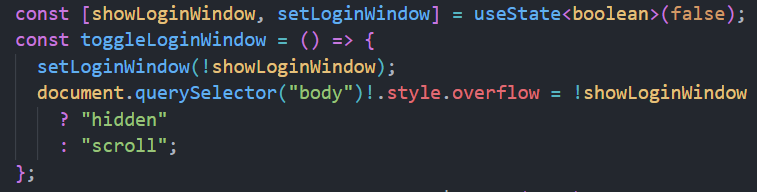 const [showLoginWindow, setLoginWindow] = useState<boolean>(false);
const toggleLoginWindow = () => {
setLoginWindow(!showLoginWindow);
document.querySelector("body")!.style.overflow = !showLoginWindow
? "hidden"
: "scroll";
};